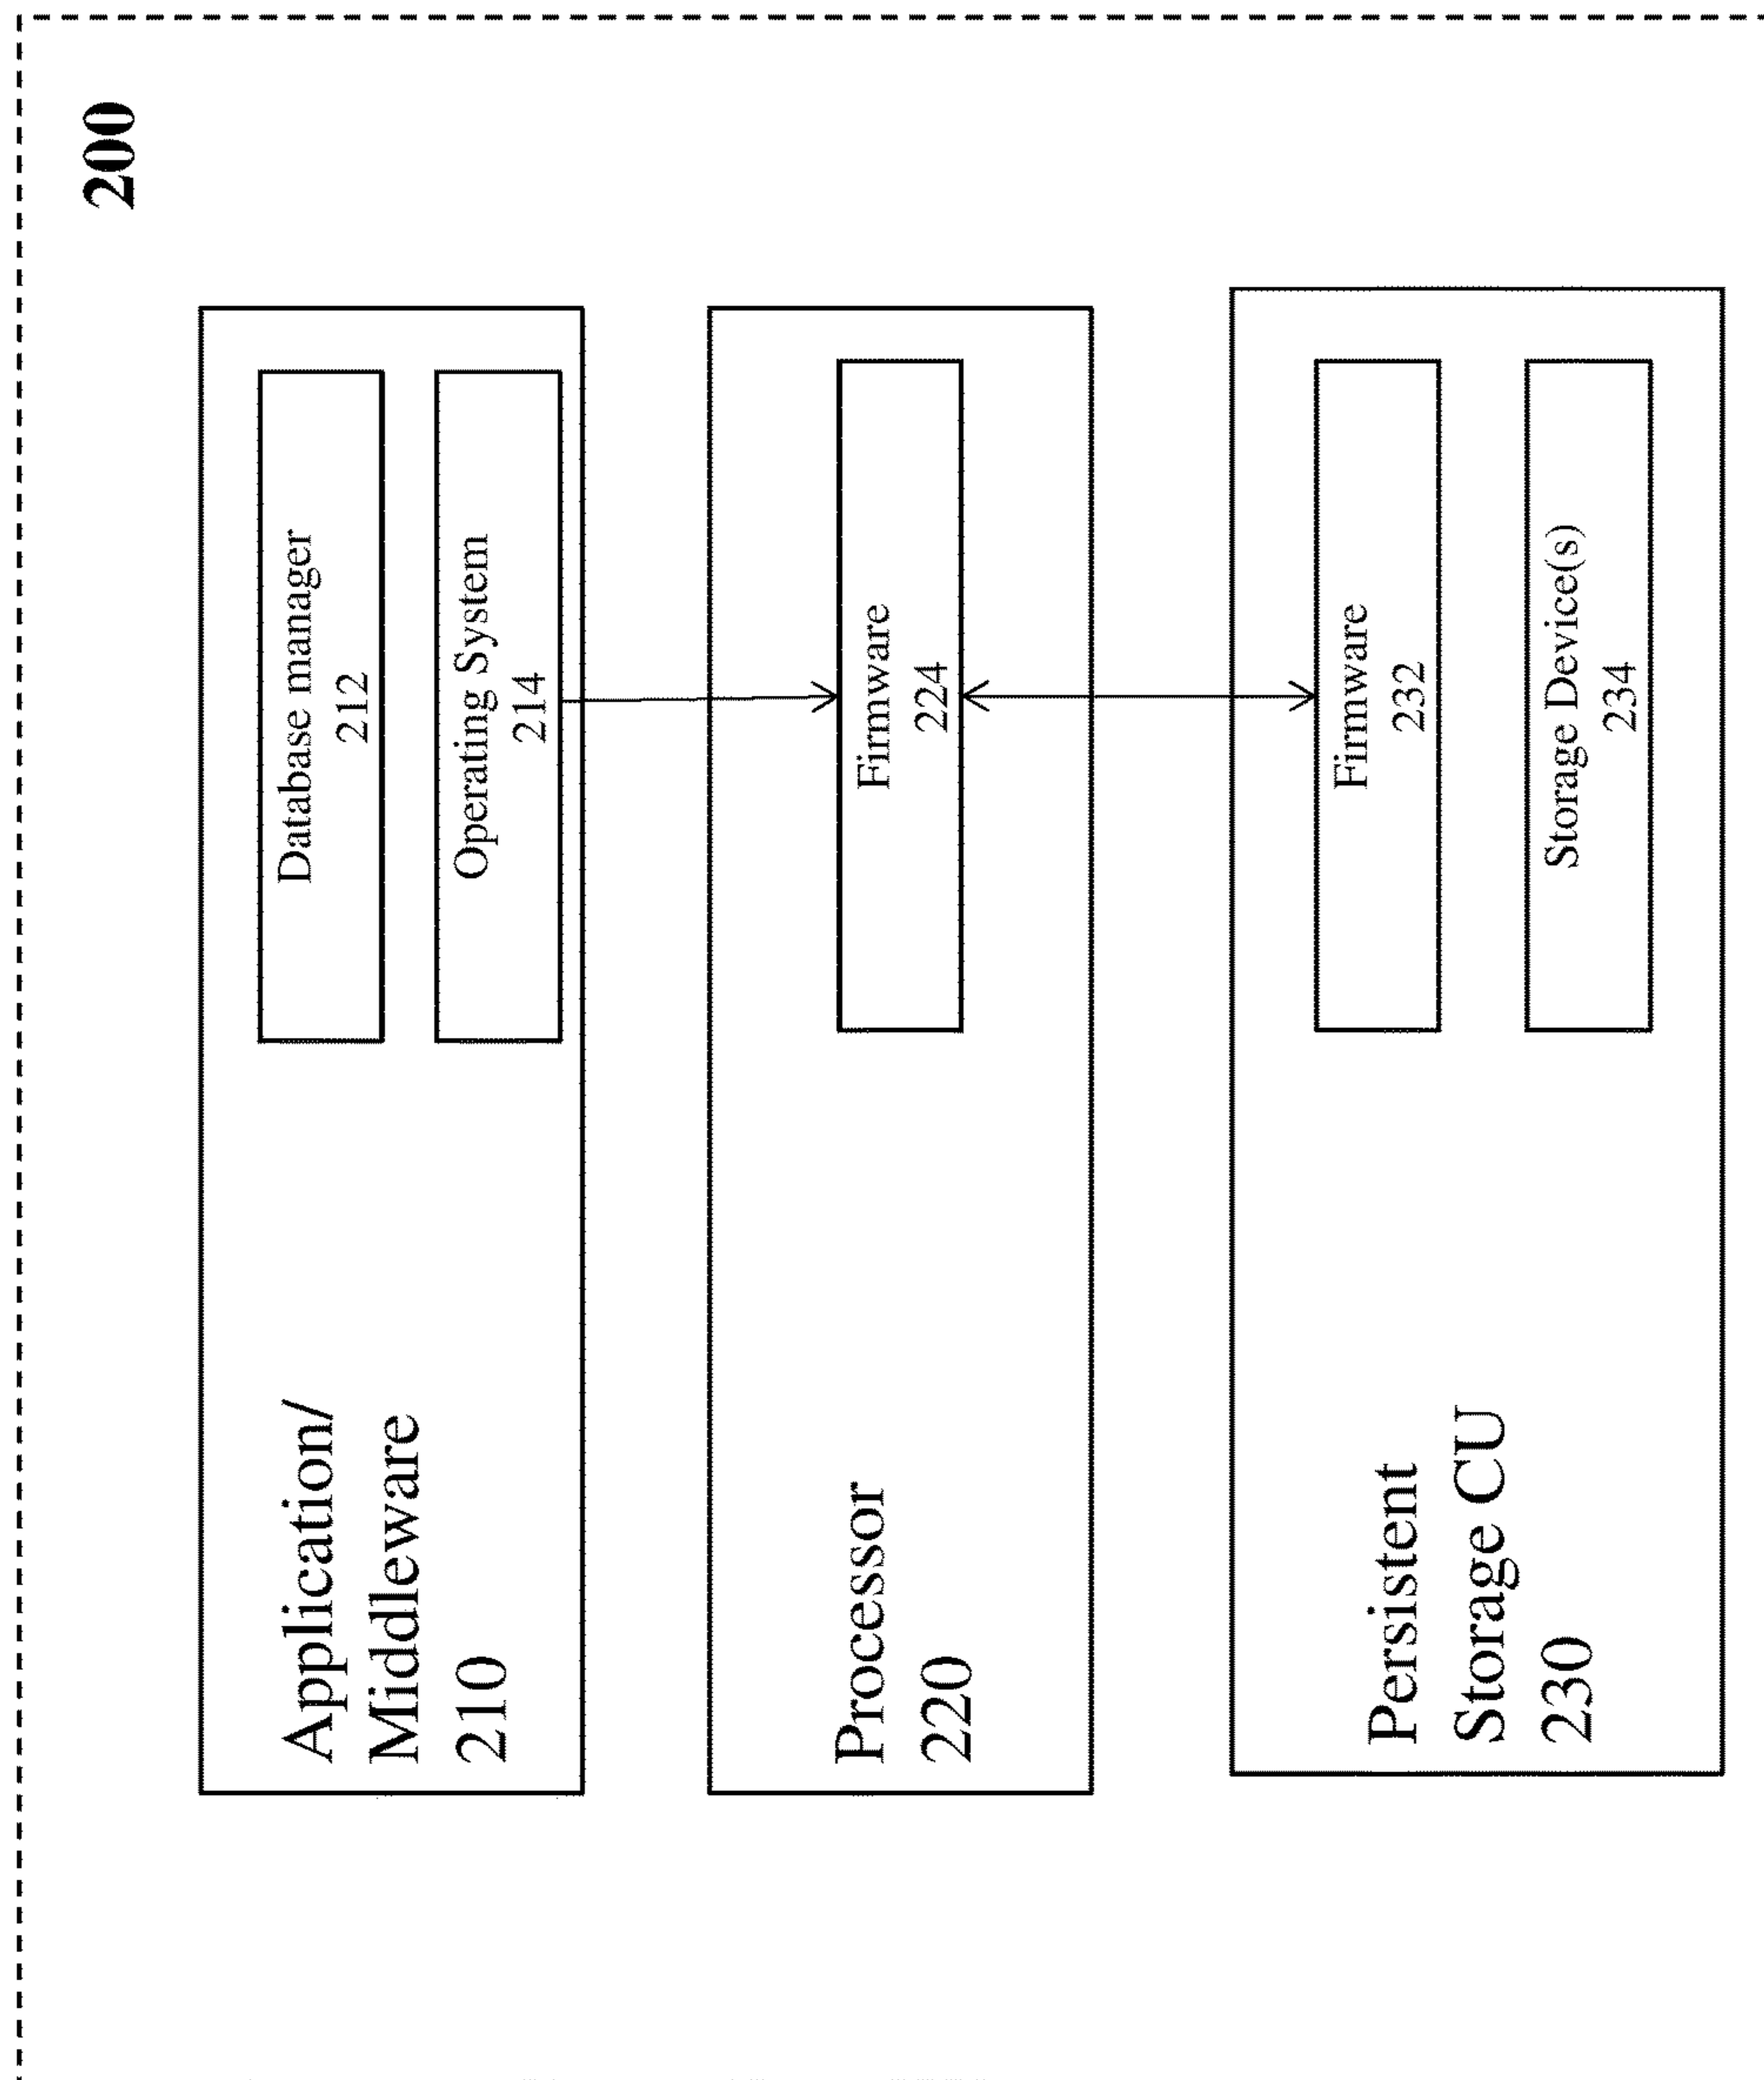 200
Application/
Middleware
210
Database manager
212
Operating System
214
Processor
220
Firmware
224
Persistent
Storage CU
230
Firmware
232
Storage Device(s)
234